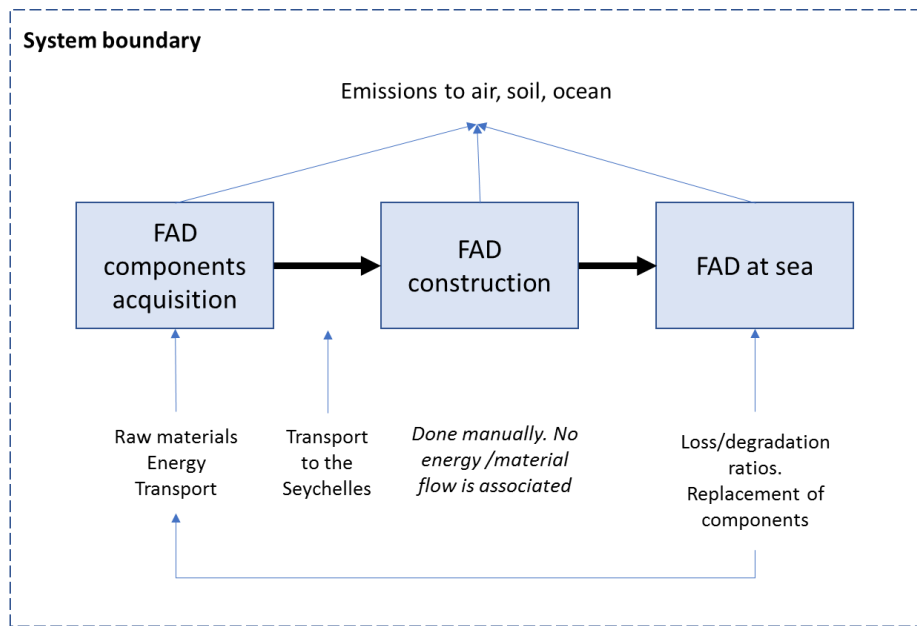 System boundary
Emissions to air, soil, ocean
FAD
components
acquisition
FAD
construction
FAD at sea
Raw materials
Energy
Transport
Transport
to the
Seychelles
Done manually. No
energy /material
flow is associated
Loss/degradation
ratios.
Replacement of
components